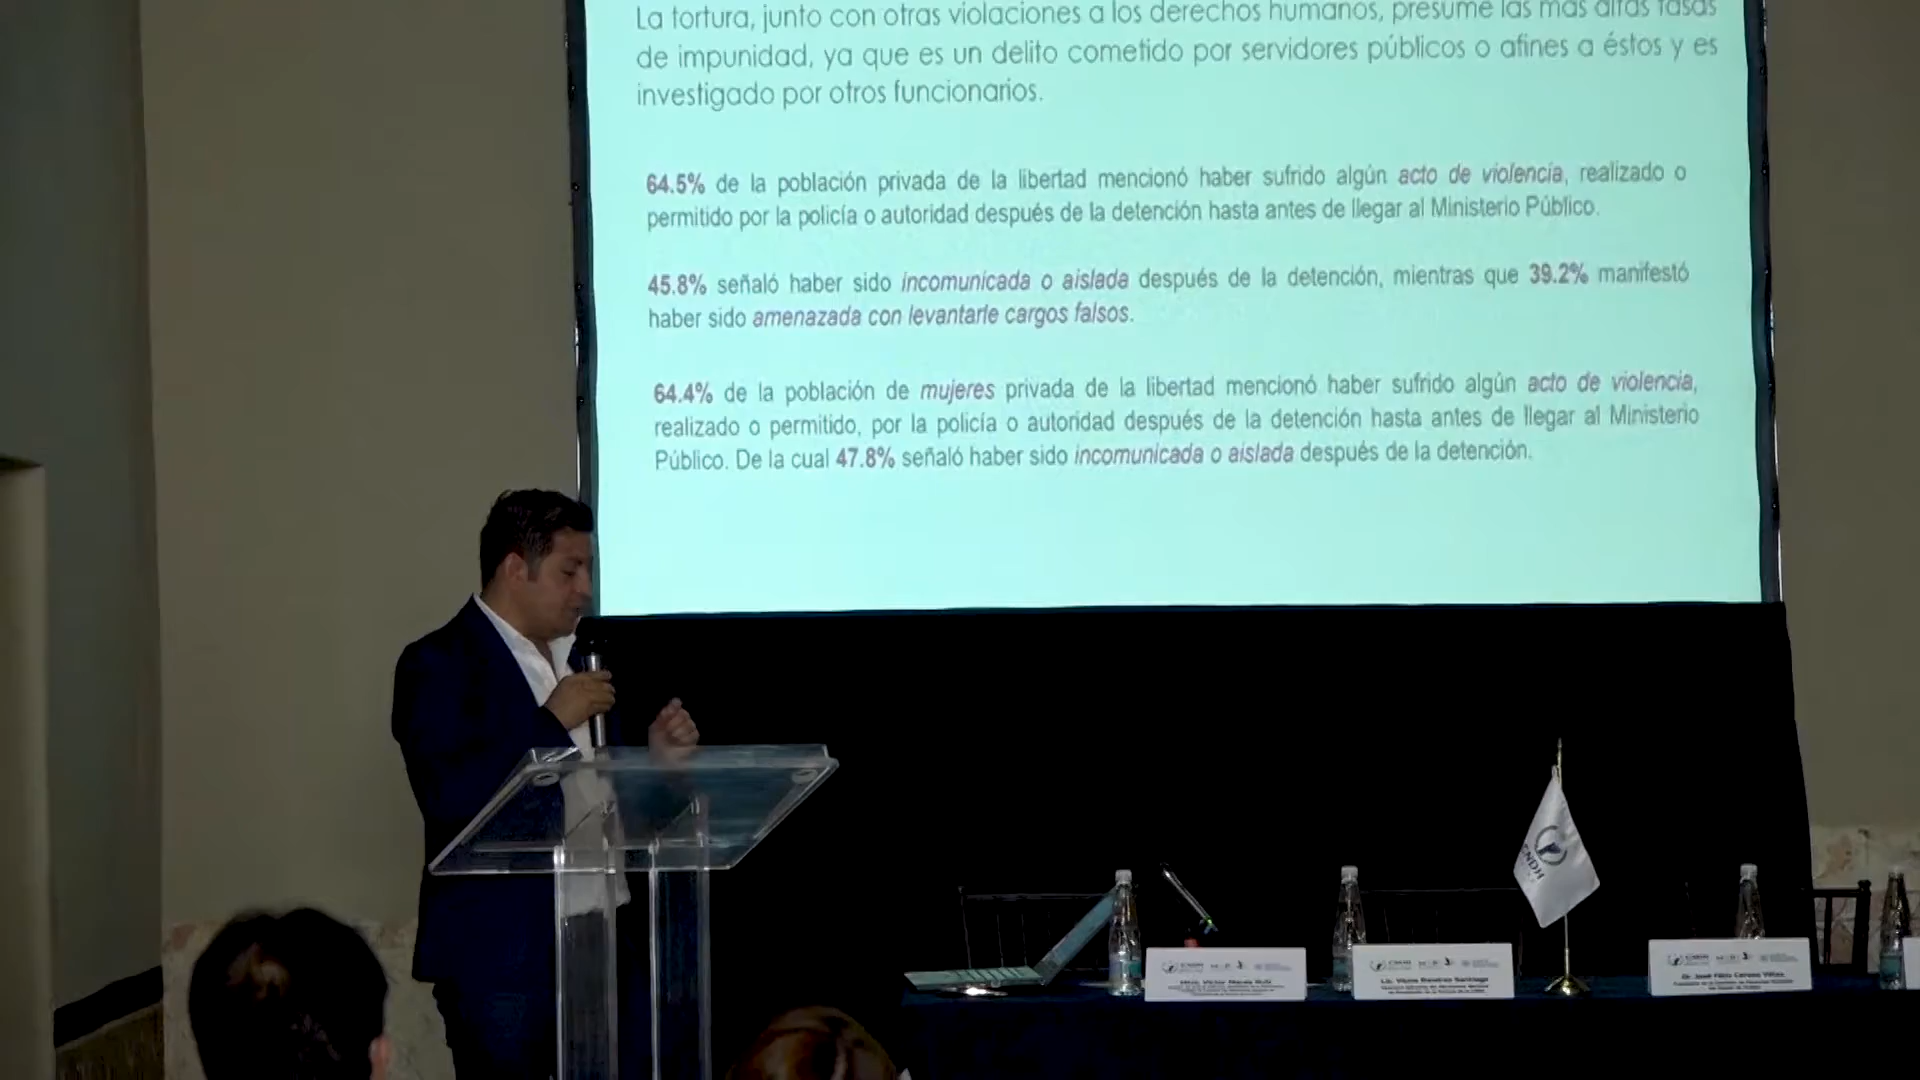 La tortura, junto con otras violaciones a los derechos humanos, presume las más altas tasas
de impunidad, ya que es un delito cometido por servidores públicos o afines a éstos y es
investigado por otros funcionarios.
64.5% de la población privada de la libertad mencionó haber sufrido algún acto de violencia, realizado o
permitido por la policía o autoridad después de la detención hasta antes de llegar al Ministerio Público.
45.8% señaló haber sido incomunicada o aislada después de la detención, mientras que 39.2% manifestó
haber sido amenazada con levantarle cargos falsos.
64.4% de la población de mujeres privada de la libertad mencionó haber sufrido algún acto de violencia,
realizado o permitido, por la policía o autoridad después de la detención hasta antes de llegar al Ministerio
Público. De la cual 47.8% señaló haber sido incomunicada o aislada después de la detención.
CNDH